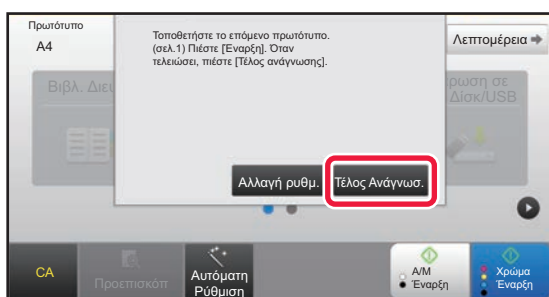 Πρωτότυπο
A4
Τοποθετήστε το επόμενο πρωτότυπο.
(σελ.1) Πιέστε [Έναρξη]. Όταν
τελειώσει, πιέστε [Τέλος ανάγνωσης].
Λεπτομέρεια
Βιβλ. Διευ
ρωση σε
Δίσκ/USB
Αλλαγή ρυθμ.
Τέλος Ανάγνωσ.
CA
Προεπισκόπ
Αυτόματη
Ρύθμιση
Α/Μ
Έναρξη
Χρώμα
Έναρξη